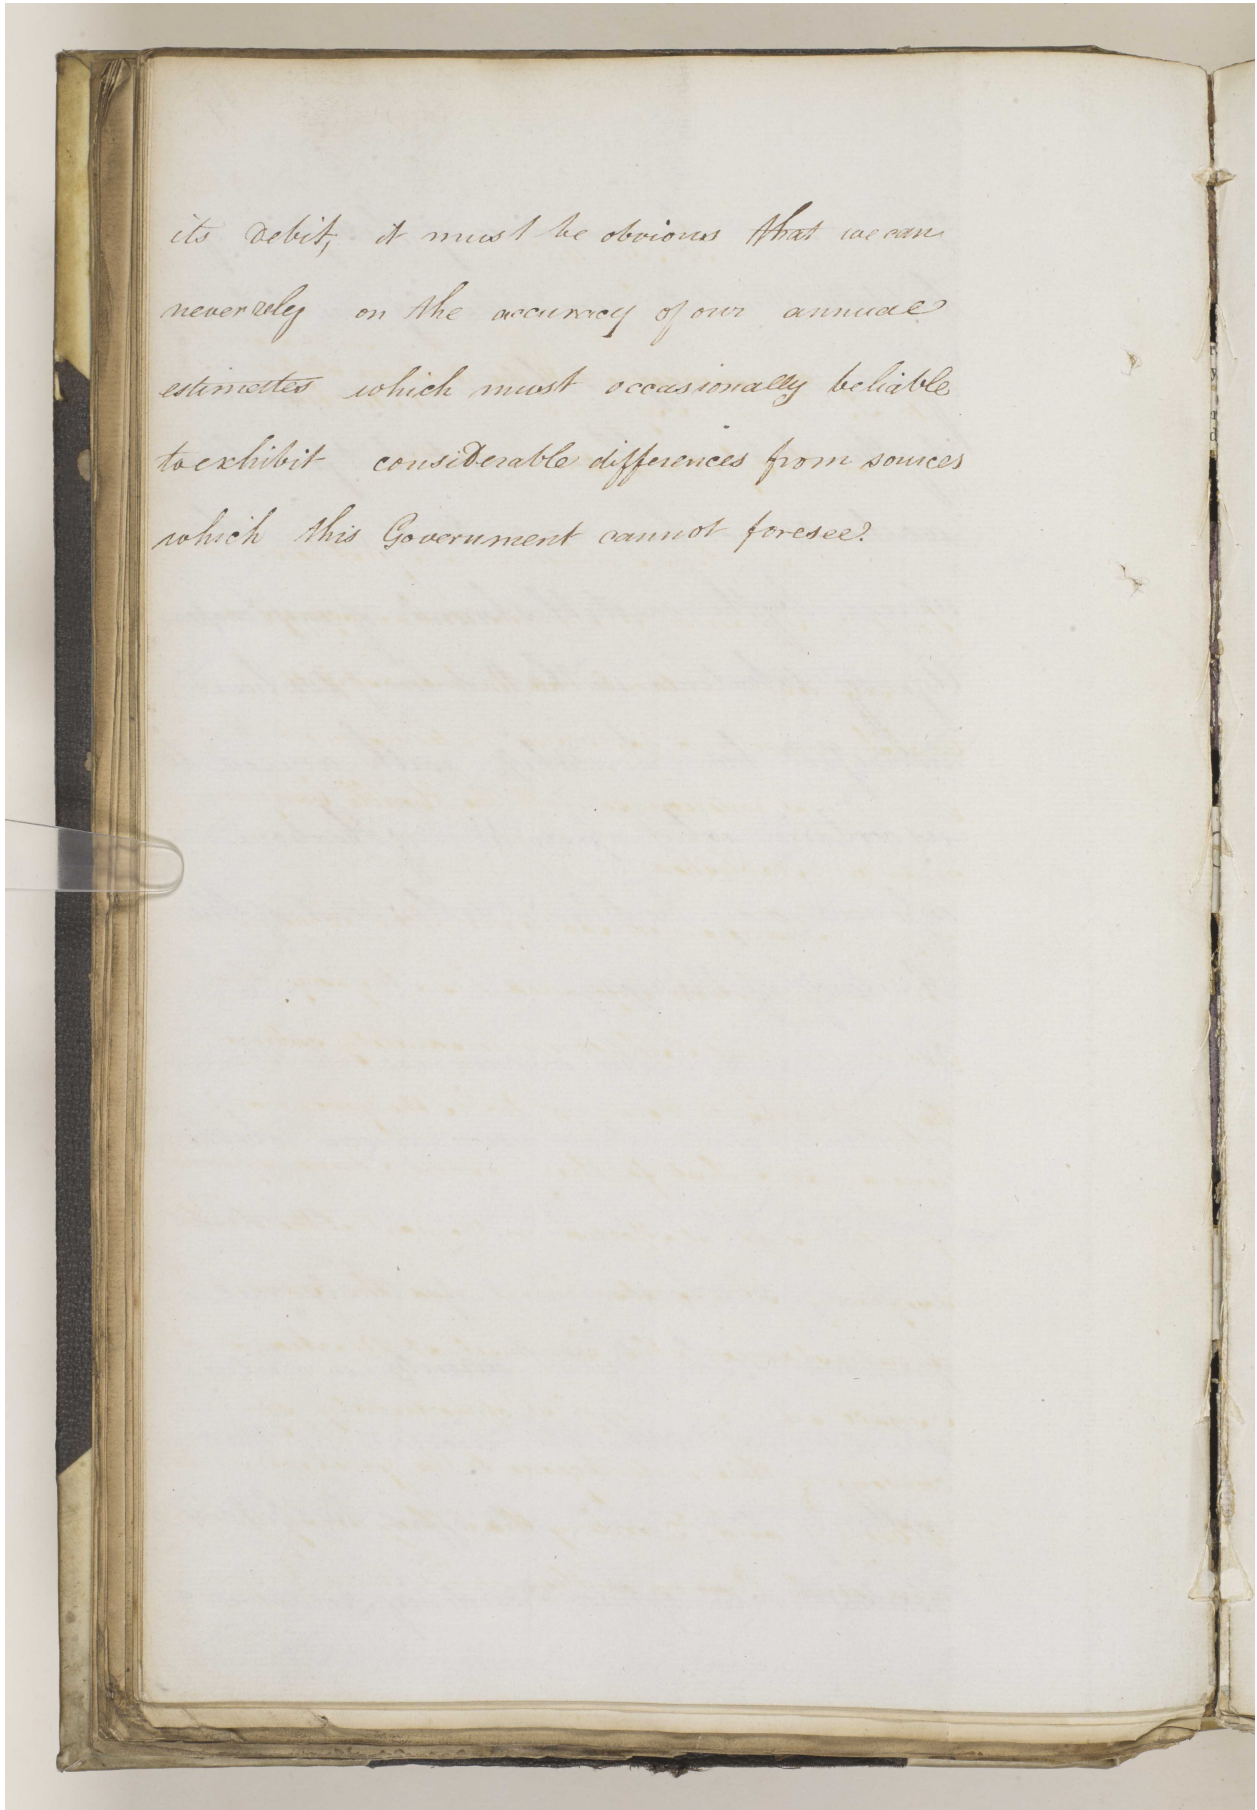 its debit, it must be obvious that we can
never rely on the accuracy of our annual
estimates which must occasionally be liable
to exhibit considerable differences from sources
which this Government cannot foresee.